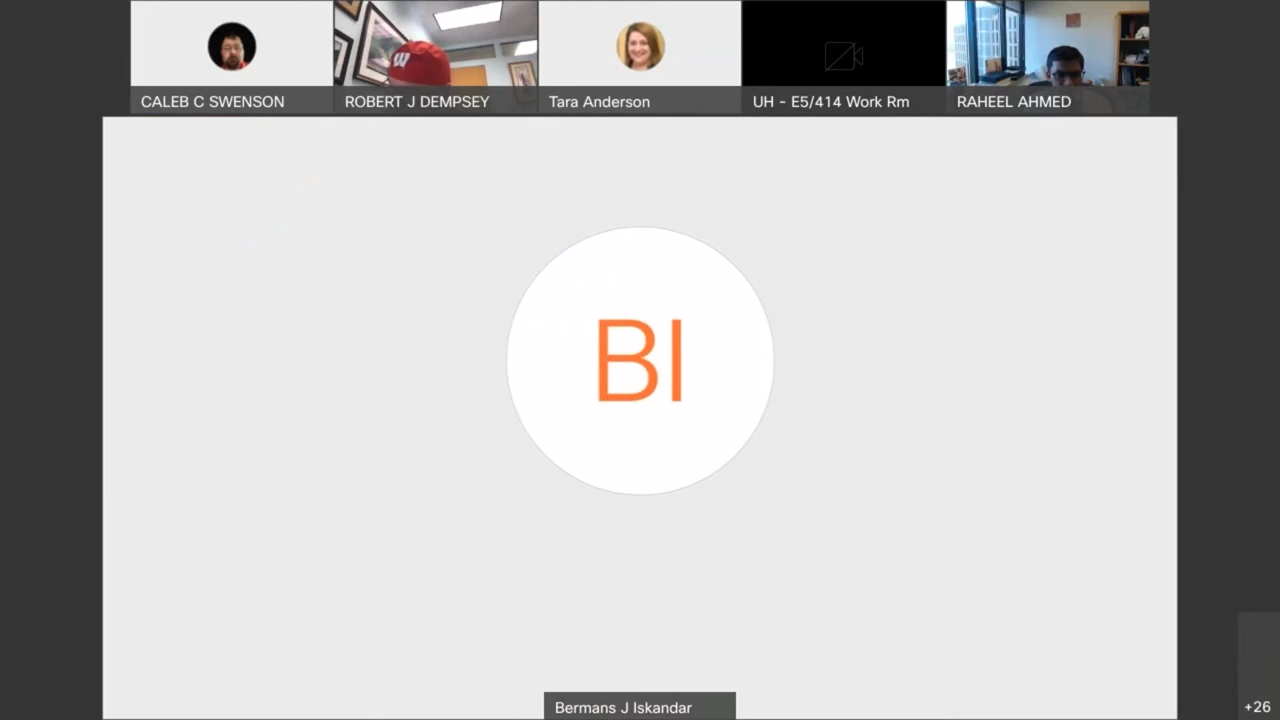 CALEB C SWENSON
ROBERT J DEMPSEY
Tara Anderson
UH - E5/414 Work Rm
RAHEEL AHMED
W
BI
Bermans J Iskandar
+26